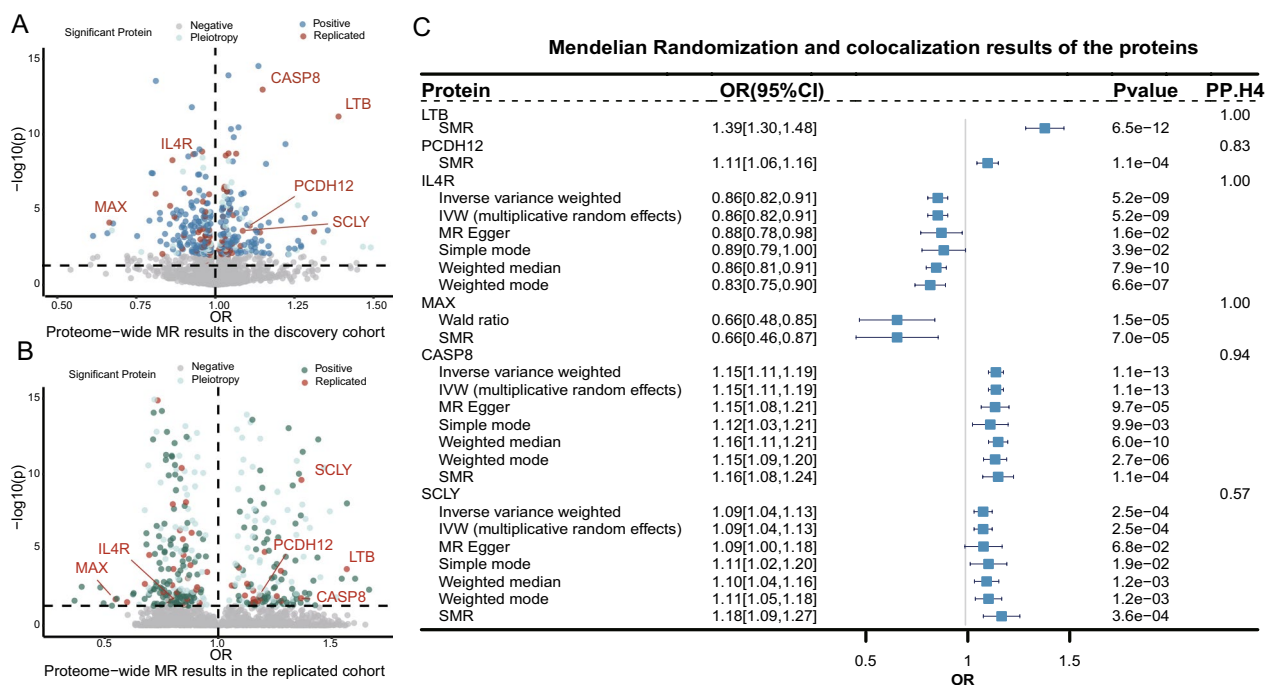 A
Significant Protein
Negative
Pleiotropy
Positive
Replicated
−log10(p)
15
10
5
0
CASP8
LTB
IL4R
PCDH12
MAX
SCLY
0.50
0.75
1.00
1.25
1.50
OR
Proteome−wide MR results in the discovery cohort
B
Significant Protein
Negative
Pleiotropy
Positive
Replicated
−log10(p)
15
10
5
0
SCLY
IL4R
PCDH12
LTB
MAX
CASP8
0.5
1.0
1.5
OR
Proteome−wide MR results in the replicated cohort
C
Mendelian Randomization and colocalization results of the proteins
Protein OR(95%CI) Pvalue PP.H4
LTB 1.00
SMR 1.39[1.30,1.48] 6.5e−12
PCDH12 0.83
SMR 1.11[1.06,1.16] 1.1e−04
IL4R 1.00
Inverse variance weighted 0.86[0.82,0.91] 5.2e−09
IVW (multiplicative random effects) 0.86[0.82,0.91] 5.2e−09
MR Egger 0.88[0.78,0.98] 1.6e−02
Simple mode 0.89[0.79,1.00] 3.9e−02
Weighted median 0.86[0.81,0.91] 7.9e−10
Weighted mode 0.83[0.75,0.90] 6.6e−07
MAX 1.00
Wald ratio 0.66[0.48,0.85] 1.5e−05
SMR 0.66[0.46,0.87] 7.0e−05
CASP8 0.94
Inverse variance weighted 1.15[1.11,1.19] 1.1e−13
IVW (multiplicative random effects) 1.15[1.11,1.19] 1.1e−13
MR Egger 1.15[1.08,1.21] 9.7e−05
Simple mode 1.12[1.03,1.21] 9.9e−03
Weighted median 1.16[1.11,1.21] 6.0e−10
Weighted mode 1.15[1.09,1.20] 2.7e−06
SMR 1.16[1.08,1.24] 1.1e−04
SCLY 0.57
Inverse variance weighted 1.09[1.04,1.13] 2.5e−04
IVW (multiplicative random effects) 1.09[1.04,1.13] 2.5e−04
MR Egger 1.09[1.00,1.18] 6.8e−02
Simple mode 1.11[1.02,1.20] 1.9e−02
Weighted median 1.10[1.04,1.16] 1.2e−03
Weighted mode 1.11[1.05,1.18] 1.2e−03
SMR 1.18[1.09,1.27] 3.6e−04
0.5 1 1.5
OR